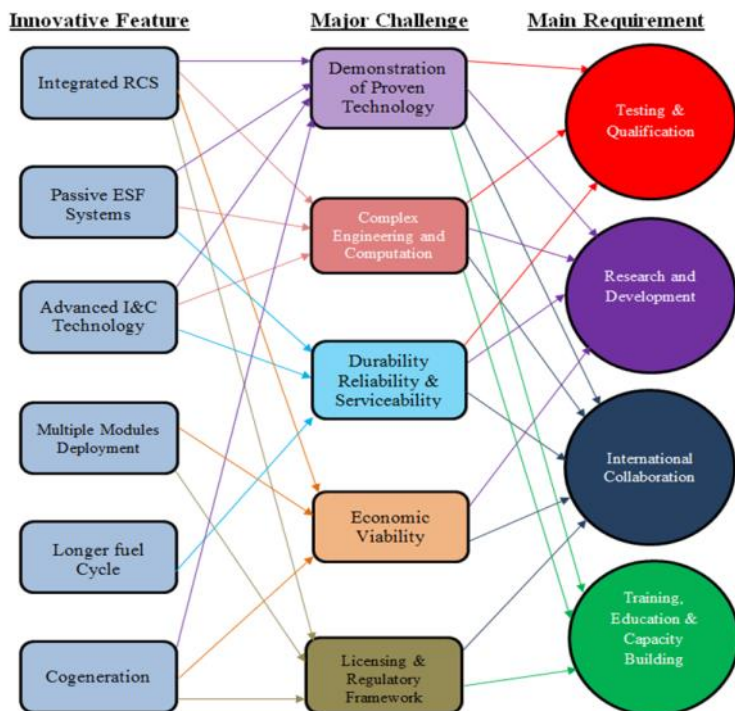 Innovative Feature
Major Challenge
Main Requirement
Integrated RCS
Passive ESF
Systems
Advanced I&C
Technology
Multiple Modules
Deployment
Longer fuel
Cycle
Cogeneration
Demonstration
of Proven
Technology
Complex
Engineering and
Computation
Durability
Reliability &
Serviceability
Economic
Viability
Licensing &
Regulatory
Framework
Testing &
Qualification
Research and
Development
International
Collaboration
Training,
Education &
Capacity
Building